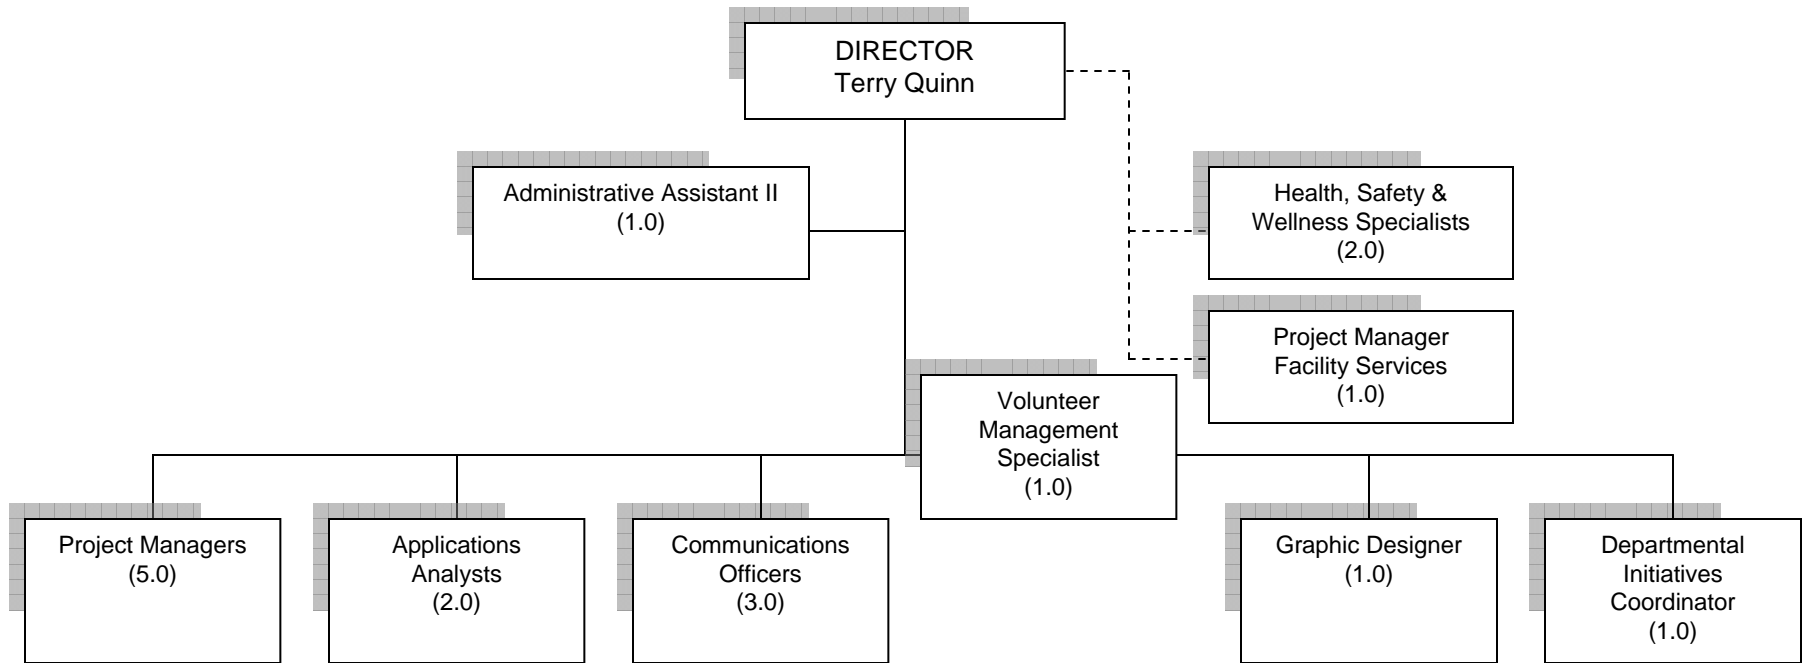 DIRECTOR
Terry Quinn
Administrative Assistant II
(1.0)
Health, Safety &
Wellness Specialists
(2.0)
Project Manager
Facility Services
(1.0)
Volunteer
Management
Specialist
(1.0)
Project Managers
(5.0)
Applications
Analysts
(2.0)
Communications
Officers
(3.0)
Graphic Designer
(1.0)
Departmental
Initiatives
Coordinator
(1.0)